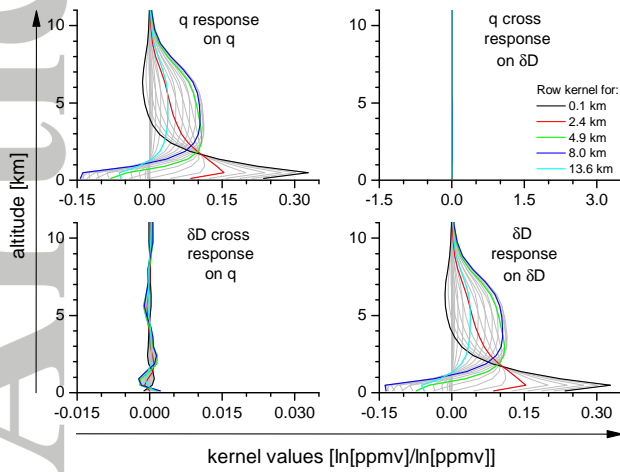 q response
on q
q cross
response
on δD
Row kernel for:
0.1 km
2.4 km
4.9 km
8.0 km
13.6 km
10
5
0
-0.15
0.00
0.15
0.30
10
5
0
-1.5
0.0
1.5
3.0
δD cross
response
on q
δD
response
on δD
10
5
0
-0.015
0.000
0.015
0.030
10
5
0
-0.15
0.00
0.15
0.30
altitude [km]
kernel values [ln[ppmv]/ln[ppmv]]